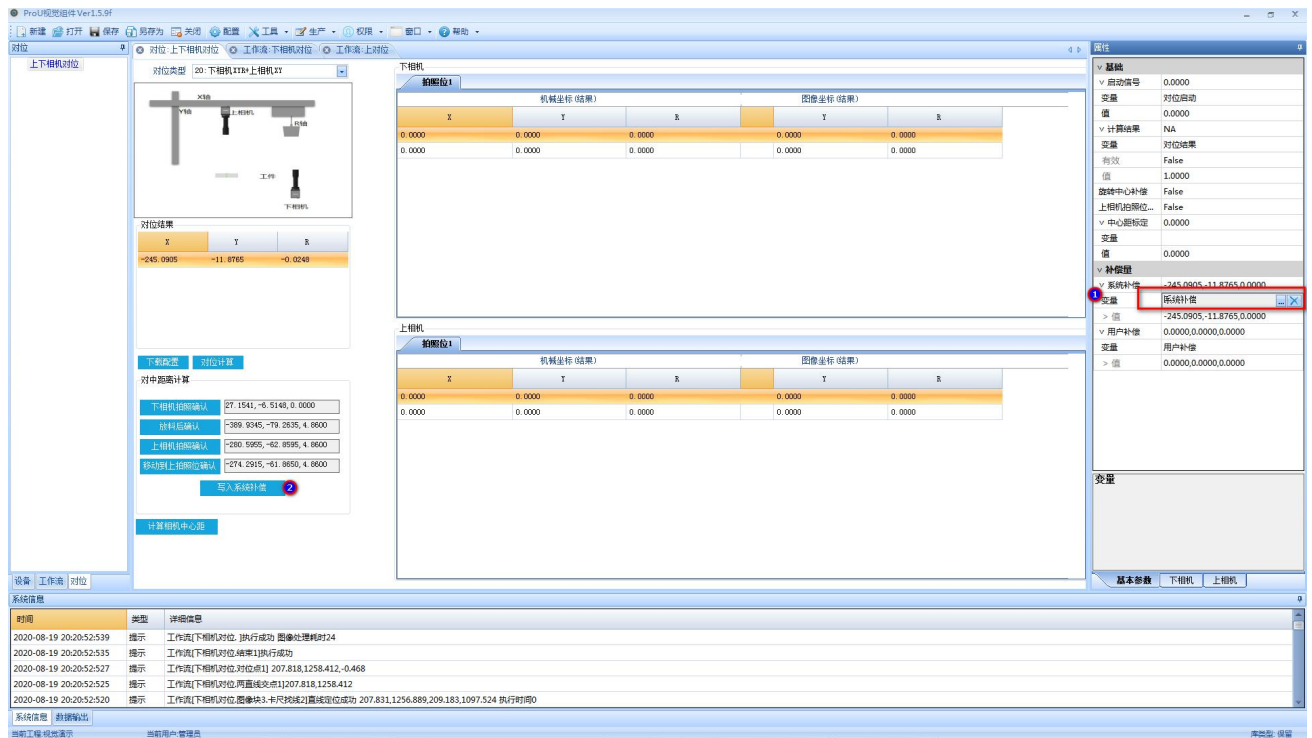 ProU视觉组件 Ver1.5.9f
新建 打开 保存 另存为 关闭 配置 工具 生产 权限 窗口 帮助
对位
上下相机对位
对位:上下相机对位 工作流:下相机对位 工作流:上对位
对位类型 20:下相机XYR+上相机XY
X轴
Y轴
上相机
R轴
工件
下相机
对位结果
X Y R
-245.0905 -11.8765 -0.0248
下载配置 对位计算
对中距离计算
下相机拍照确认 27.1541,-6.5148,0.0000
放料后确认 -389.9345,-79.2635,4.8600
上相机拍照确认 -280.5955,-62.8595,4.8600
移动到上拍照位确认 -274.2915,-61.8650,4.8600
写入系统补偿 2
计算相机中心距
设备 工作流 对位
下相机
拍照位1
机械坐标(结果) 图像坐标(结果)
X Y R Y R
0.0000 0.0000 0.0000 0.0000 0.0000
0.0000 0.0000 0.0000 0.0000 0.0000
上相机
拍照位1
机械坐标(结果) 图像坐标(结果)
X Y R Y R
0.0000 0.0000 0.0000 0.0000 0.0000
0.0000 0.0000 0.0000 0.0000 0.0000
属性
基础
启动信号 0.0000
变量 对位启动
值 0.0000
计算结果 NA
变量 对位结果
有效 False
值 1.0000
旋转中心补偿 False
上相机拍照位... False
中心距标定 0.0000
变量
值 0.0000
补偿量
系统补偿 -245.0905,-11.8765,0.0000
1
变量 系统补偿 ...
> 值 -245.0905,-11.8765,0.0000
用户补偿 0.0000,0.0000,0.0000
变量 用户补偿
> 值 0.0000,0.0000,0.0000
变量
基本参数 下相机 上相机
系统信息
时间 类型 详细信息
2020-08-19 20:20:52:539 提示 工作流[下相机对位. ]执行成功 图像处理耗时24
2020-08-19 20:20:52:535 提示 工作流[下相机对位.结束1]执行成功
2020-08-19 20:20:52:527 提示 工作流[下相机对位.对位点1] 207.818,1258.412,-0.468
2020-08-19 20:20:52:525 提示 工作流[下相机对位.两直线交点1]207.818,1258.412
2020-08-19 20:20:52:520 提示 工作流[下相机对位.图像块3.卡尺找线2]直线定位成功 207.831,1256.889,209.183,1097.524 执行时间0
系统信息 数据输出
当前工程:视觉演示 当前用户:管理员 库类型: 保留